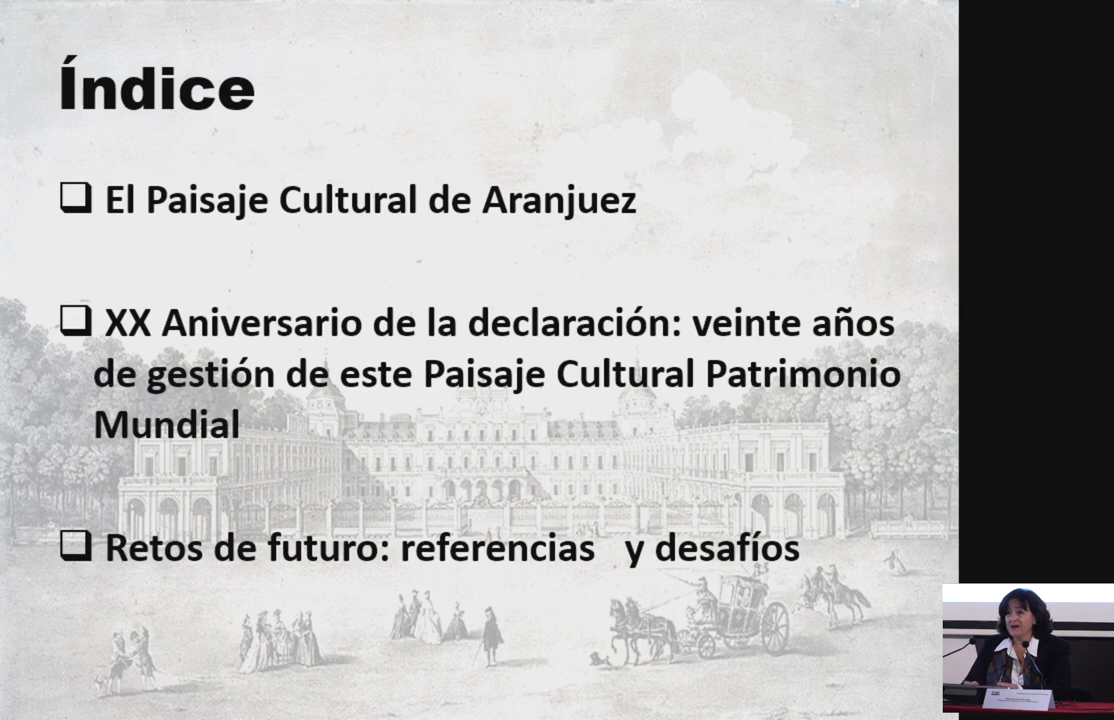 Índice
❑ El Paisaje Cultural de Aranjuez
❑ XX Aniversario de la declaración: veinte años
de gestión de este Paisaje Cultural Patrimonio
Mundial
❑ Retos de futuro: referencias y desafíos